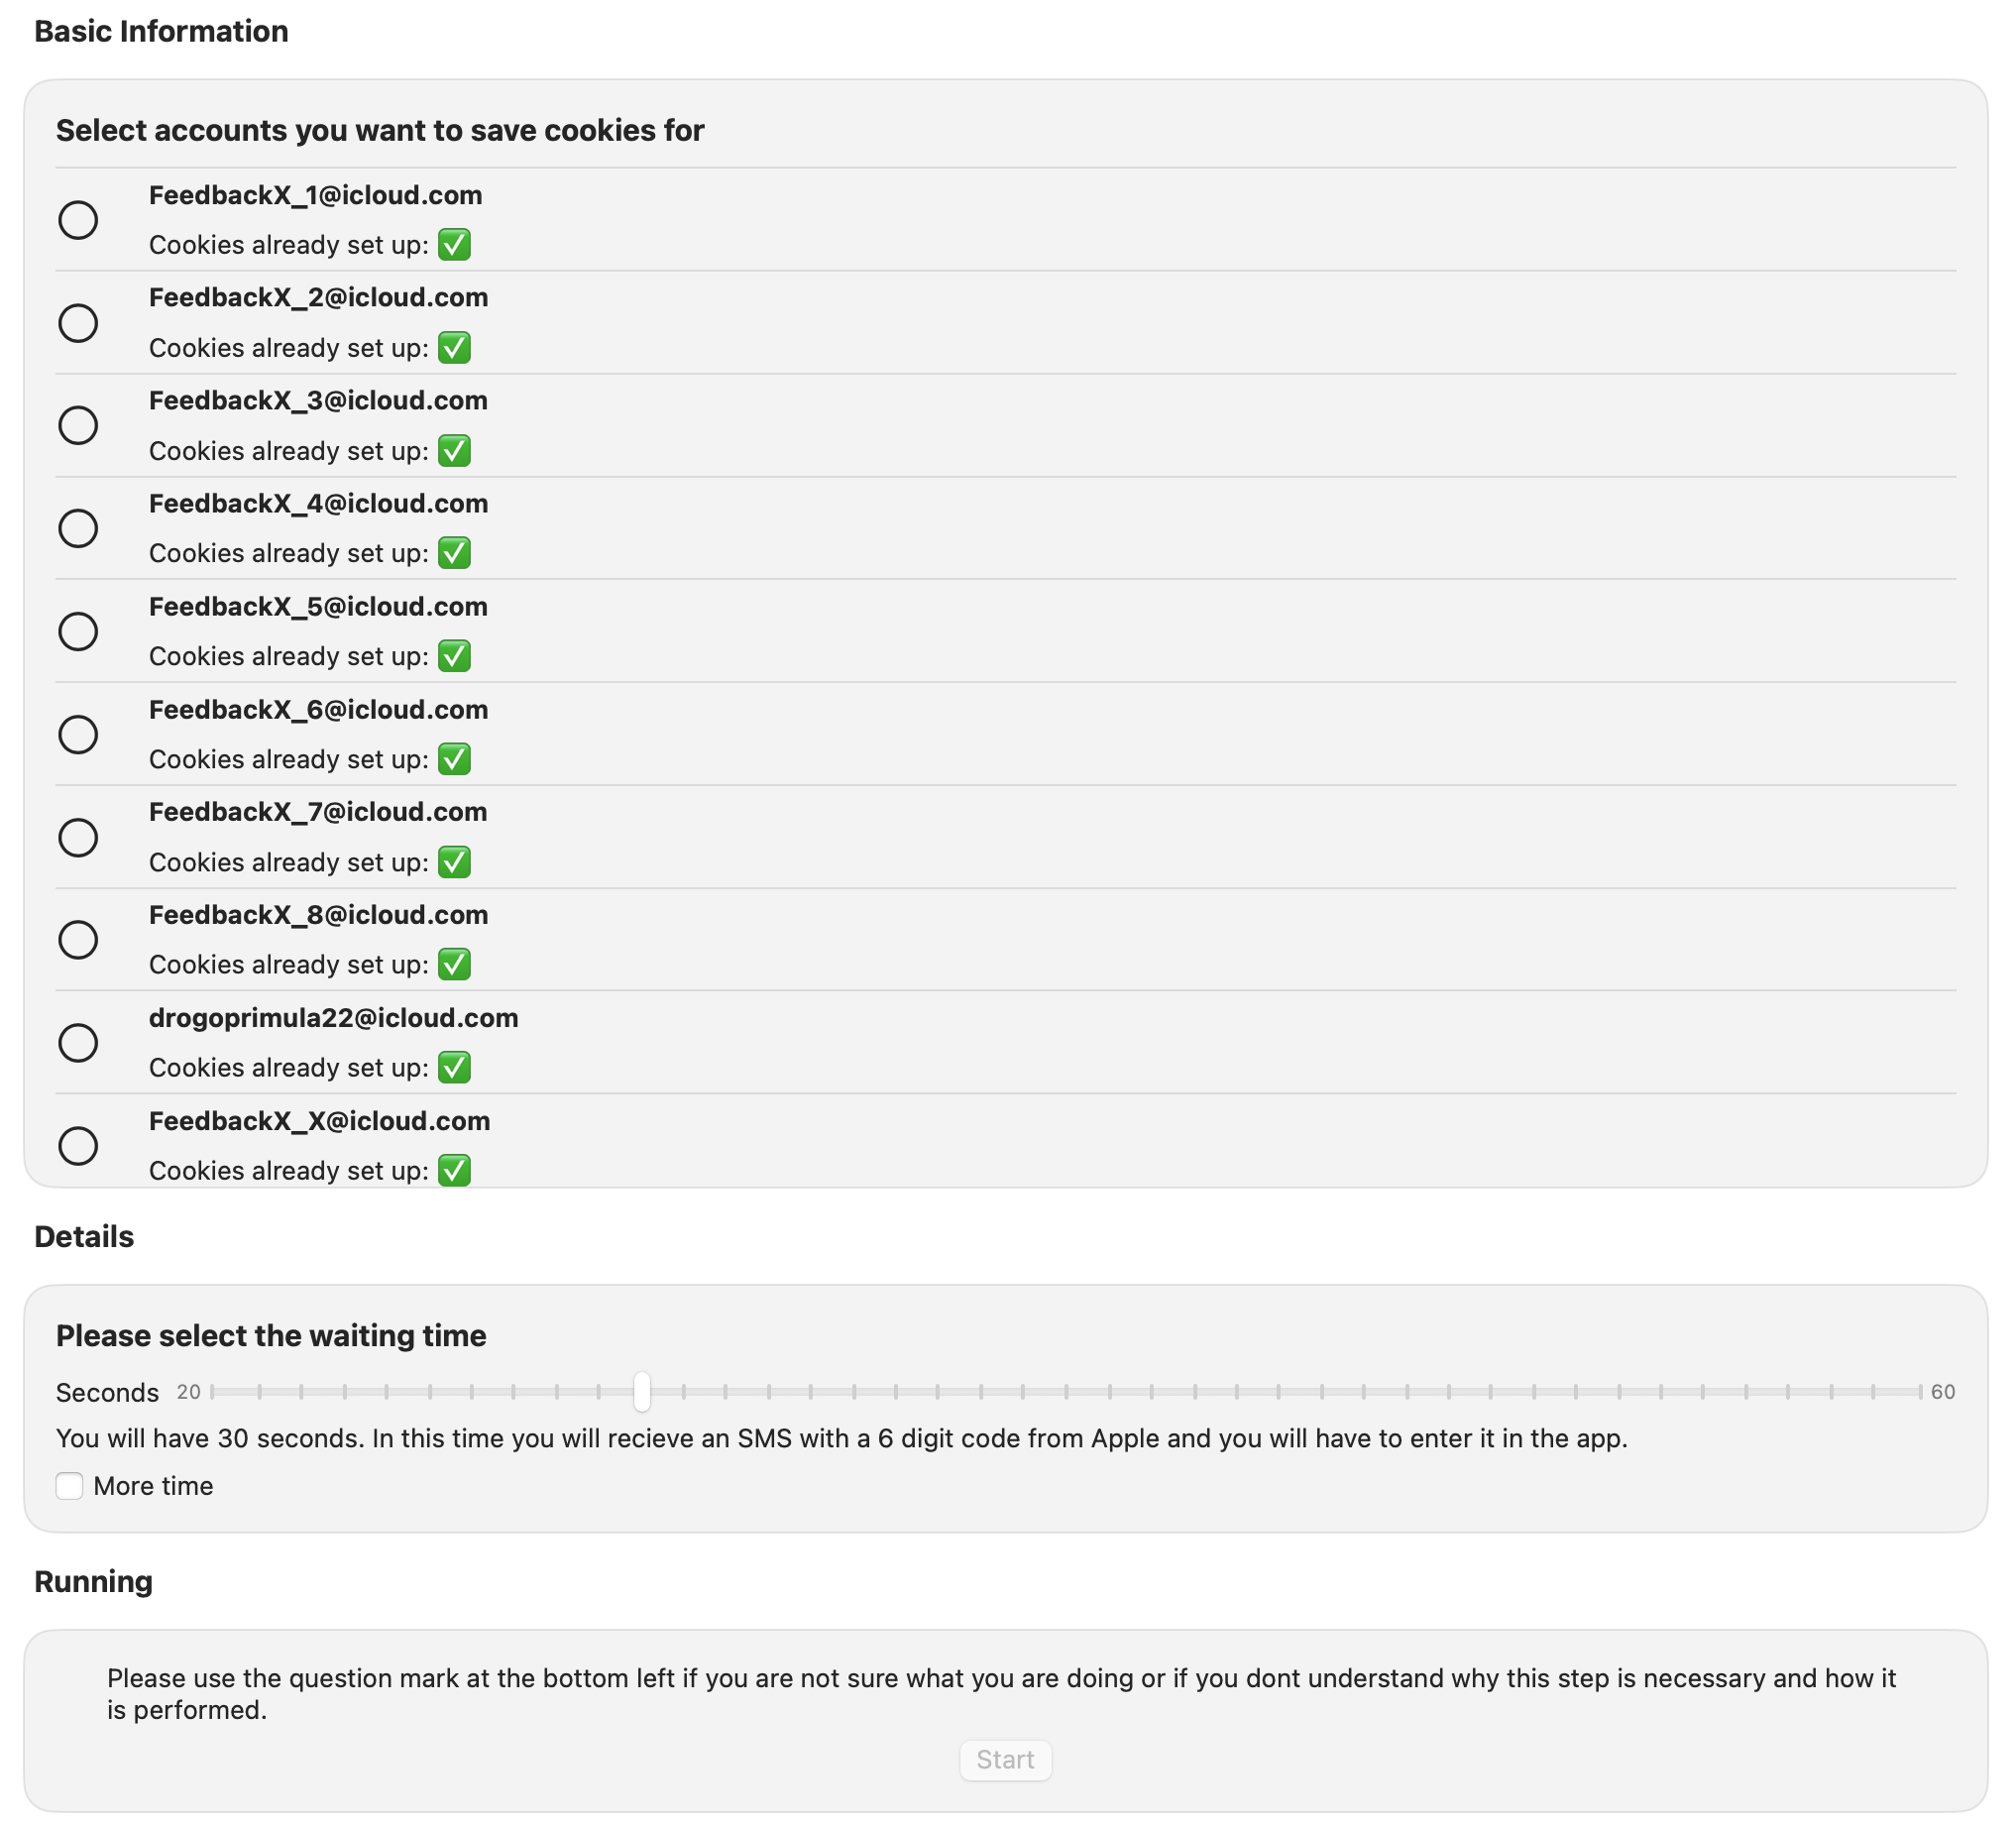 Basic Information
Select accounts you want to save cookies for
FeedbackX_1@icloud.com
Cookies already set up: ✅
FeedbackX_2@icloud.com
Cookies already set up: ✅
FeedbackX_3@icloud.com
Cookies already set up: ✅
FeedbackX_4@icloud.com
Cookies already set up: ✅
FeedbackX_5@icloud.com
Cookies already set up: ✅
FeedbackX_6@icloud.com
Cookies already set up: ✅
FeedbackX_7@icloud.com
Cookies already set up: ✅
FeedbackX_8@icloud.com
Cookies already set up: ✅
drogoprimula22@icloud.com
Cookies already set up: ✅
FeedbackX_X@icloud.com
Cookies already set up: ✅
Details
Please select the waiting time
Seconds 20 60
You will have 30 seconds. In this time you will recieve an SMS with a 6 digit code from Apple and you will have to enter it in the app.
More time
Running
Please use the question mark at the bottom left if you are not sure what you are doing or if you dont understand why this step is necessary and how it
is performed.
Start